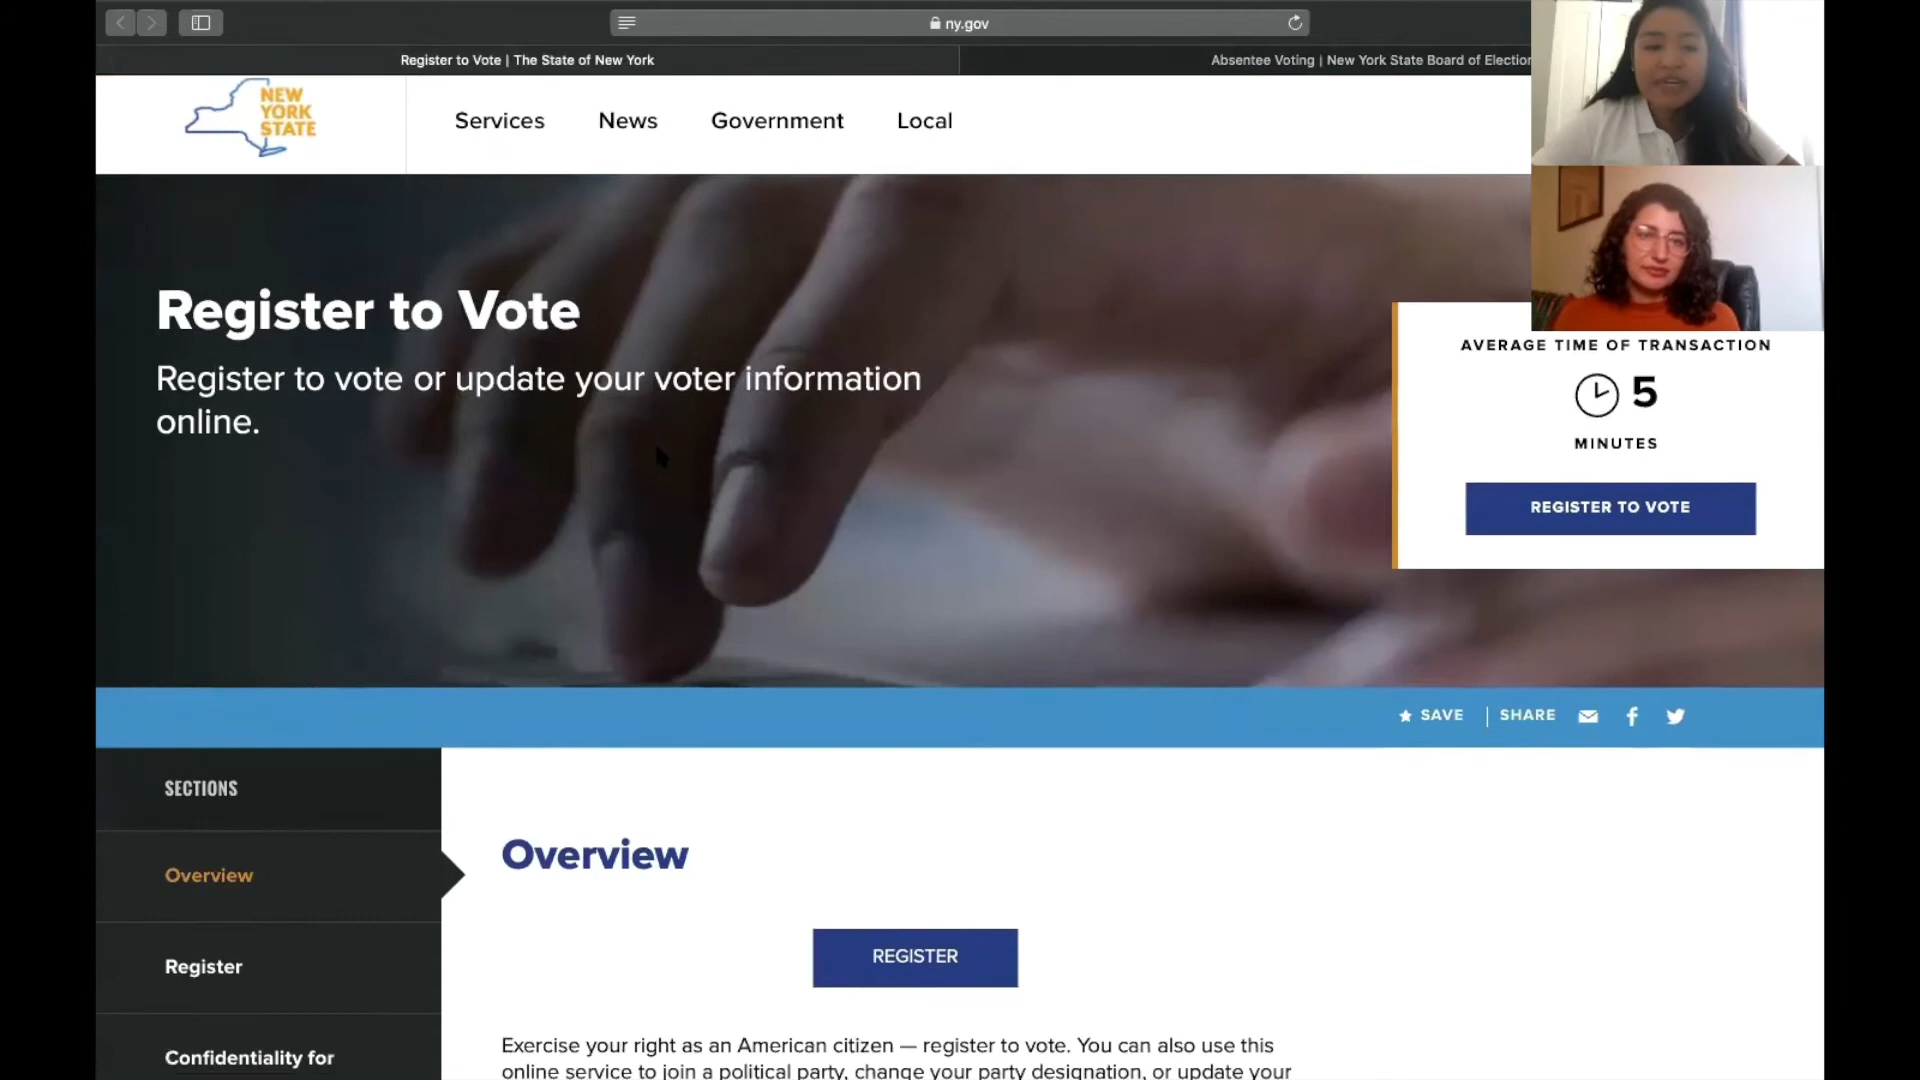 ny.gov
Register to Vote | The State of New York
Absentee Voting | New York State Board of Election
NEW
YORK
STATE
Services News Government Local
Register to Vote
Register to vote or update your voter information
online.
AVERAGE TIME OF TRANSACTION
5
MINUTES
REGISTER TO VOTE
SAVE | SHARE
SECTIONS
Overview
Register
Confidentiality for
Overview
REGISTER
Exercise your right as an American citizen — register to vote. You can also use this
online service to join a political party, change your party designation, or update your